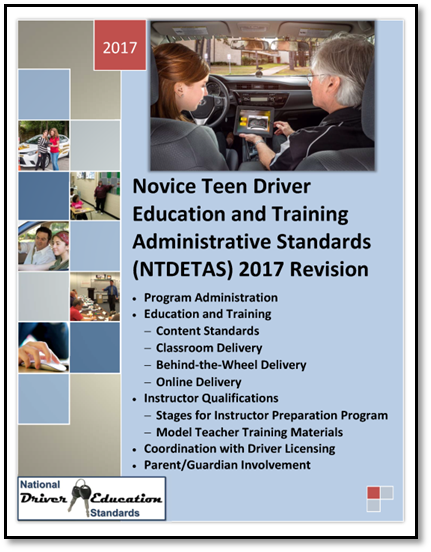 2017
Novice Teen Driver
Education and Training
Administrative Standards
(NTDETAS) 2017 Revision
• Program Administration
• Education and Training
– Content Standards
– Classroom Delivery
– Behind-the-Wheel Delivery
– Online Delivery
• Instructor Qualifications
– Stages for Instructor Preparation Program
– Model Teacher Training Materials
• Coordination with Driver Licensing
• Parent/Guardian Involvement
National
Driver Education
Standards